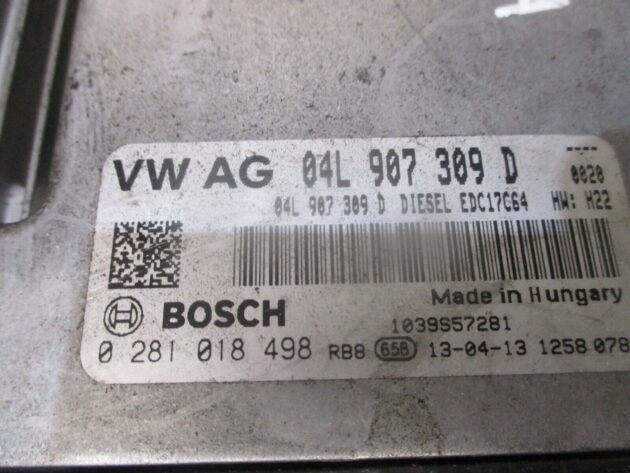 VW AG 04L 907 309 D 0020
04L 907 309 D DIESEL EDC17C64 HW: H22
Made in Hungary
BOSCH 1039S57281
0 281 018 498 RB8 656 13-04-13 1258 078